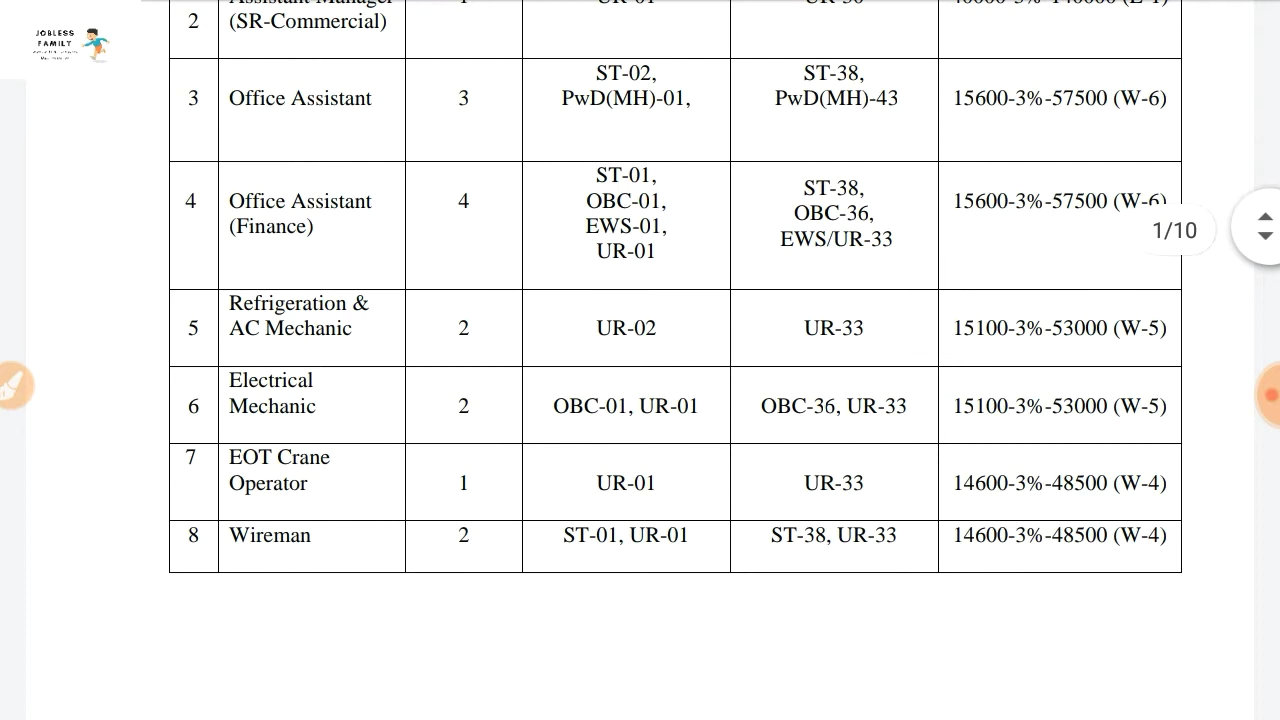 JOBLESS
FAMILY
2
(SR-Commercial)
3
Office Assistant
3
ST-02,
PwD(MH)-01,
ST-38,
PwD(MH)-43
15600-3%-57500 (W-6)
4
Office Assistant
(Finance)
4
ST-01,
OBC-01,
EWS-01,
UR-01
ST-38,
OBC-36,
EWS/UR-33
15600-3%-57500 (W-6)
1/10
5
Refrigeration &
AC Mechanic
2
UR-02
UR-33
15100-3%-53000 (W-5)
6
Electrical
Mechanic
2
OBC-01, UR-01
OBC-36, UR-33
15100-3%-53000 (W-5)
7
EOT Crane
Operator
1
UR-01
UR-33
14600-3%-48500 (W-4)
8
Wireman
2
ST-01, UR-01
ST-38, UR-33
14600-3%-48500 (W-4)